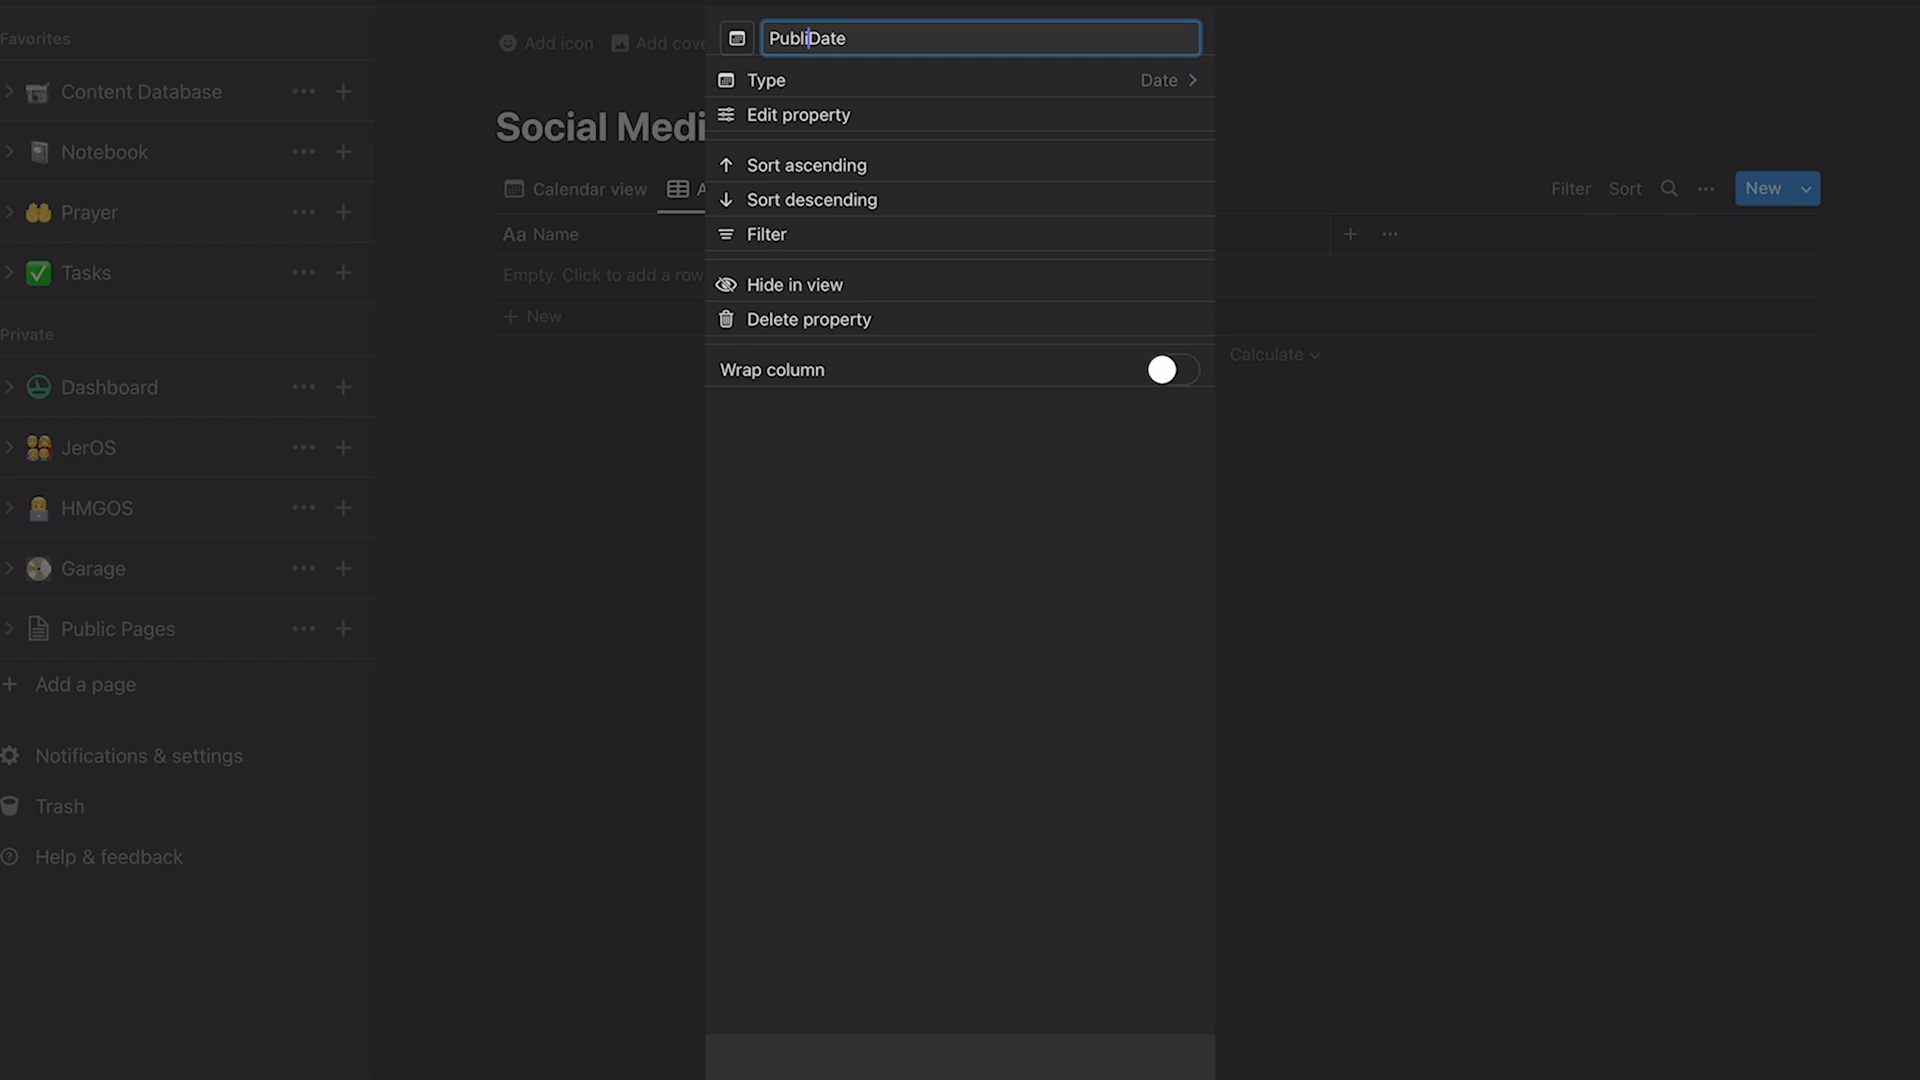 Favorites
Content Database
Notebook
Prayer
Tasks
Private
Dashboard
JerOS
HMGOS
Garage
Public Pages
Add a page
Notifications & settings
Trash
Help & feedback
Add icon
Add cove
Social Medi
Calendar view
A
Filter
Sort
New
Aa Name
Empty. Click to add a row.
New
Calculate
PubliDate
Type
Date
Edit property
Sort ascending
Sort descending
Filter
Hide in view
Delete property
Wrap column